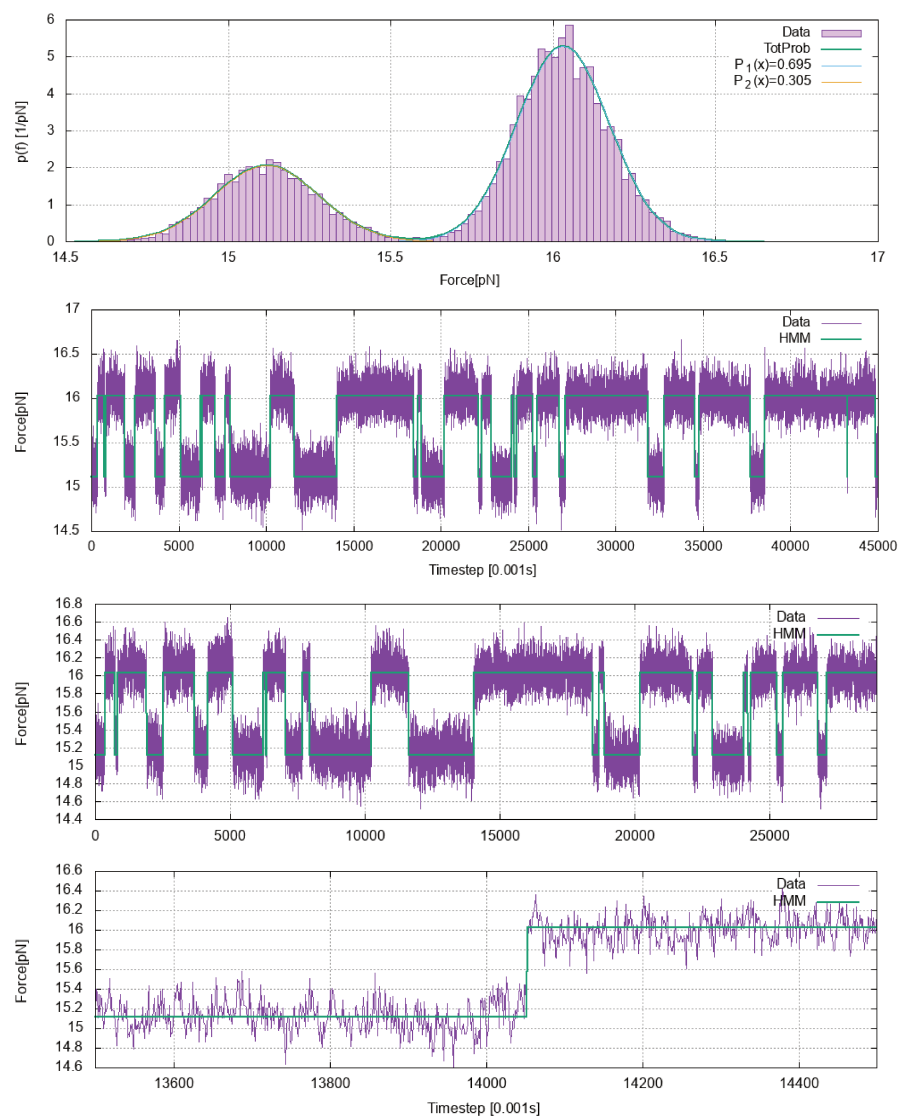 6
5
4
3
2
1
0
p(f) [1/pN]
Data
TotProb
P1(x)=0.695
P2(x)=0.305
14.5 15 15.5 16 16.5 17
Force[pN]
17
16.5
16
15.5
15
14.5
Force[pN]
Data
HMM
0 5000 10000 15000 20000 25000 30000 35000 40000 45000
Timestep [0.001s]
16.8
16.6
16.4
16.2
16
15.8
15.6
15.4
15.2
15
14.8
14.6
14.4
Force[pN]
Data
HMM
0 5000 10000 15000 20000 25000
16.6
16.4
16.2
16
15.8
15.6
15.4
15.2
15
14.8
14.6
Force[pN]
Data
HMM
13600 13800 14000 14200 14400
Timestep [0.001s]